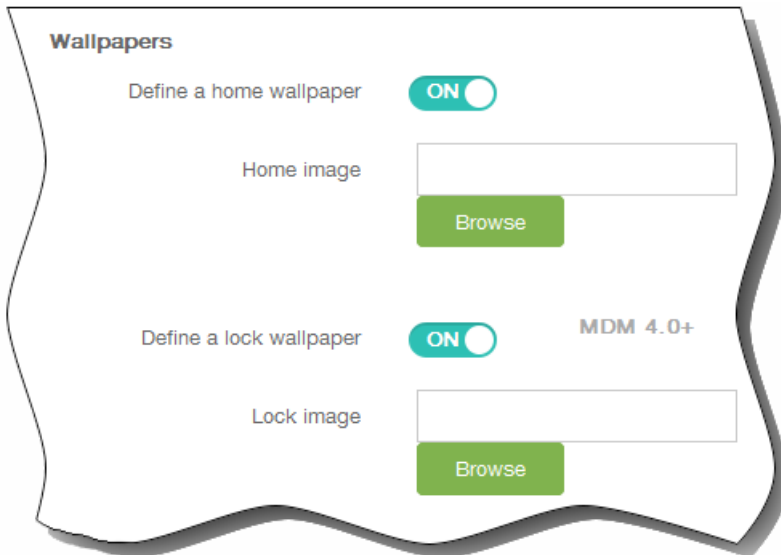 Wallpapers
Define a home wallpaper ON
Home image
Browse
Define a lock wallpaper ON MDM 4.0+
Lock image
Browse